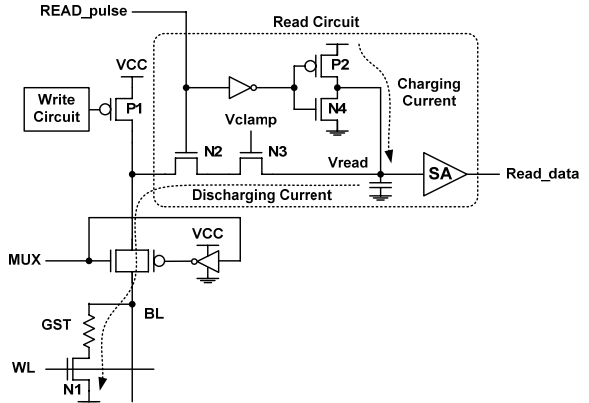 READ_pulse
Read Circuit
VCC
P2
Write
Circuit
P1
Charging
Current
N4
Vclamp
N2
N3
Vread
SA
Read_data
Discharging Current
VCC
MUX
BL
GST
WL
N1